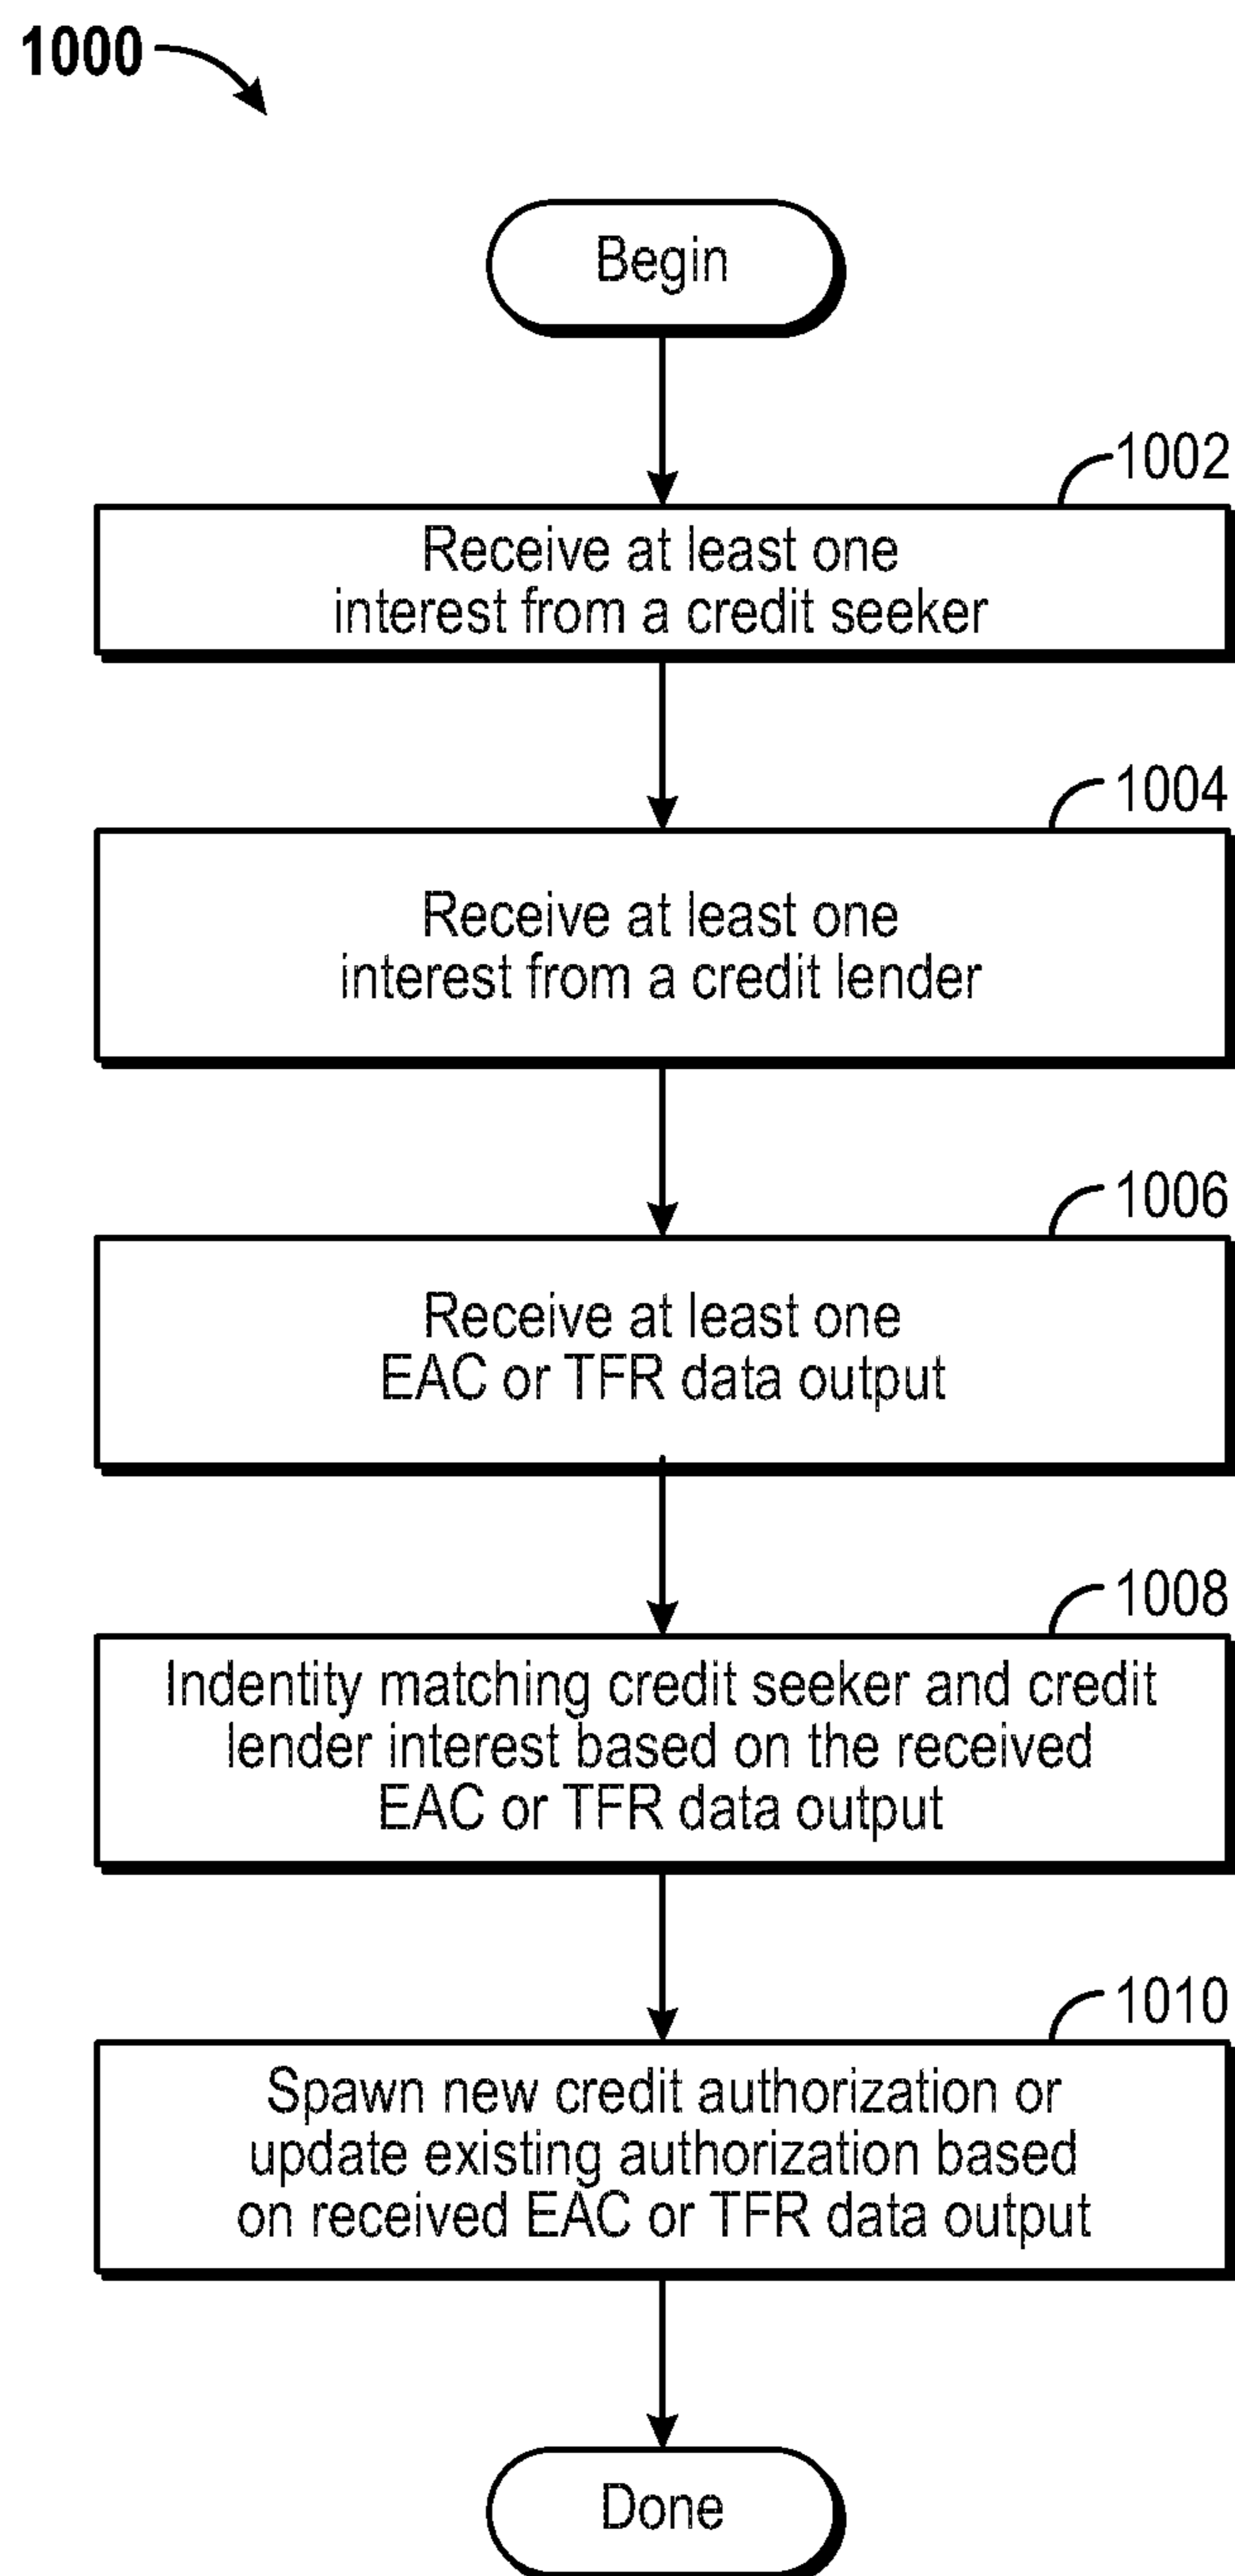 1000
Begin
1002
Receive at least one
interest from a credit seeker
1004
Receive at least one
interest from a credit lender
1006
Receive at least one
EAC or TFR data output
1008
Indentity matching credit seeker and credit
lender interest based on the received
EAC or TFR data output
1010
Spawn new credit authorization or
update existing authorization based
on received EAC or TFR data output
Done